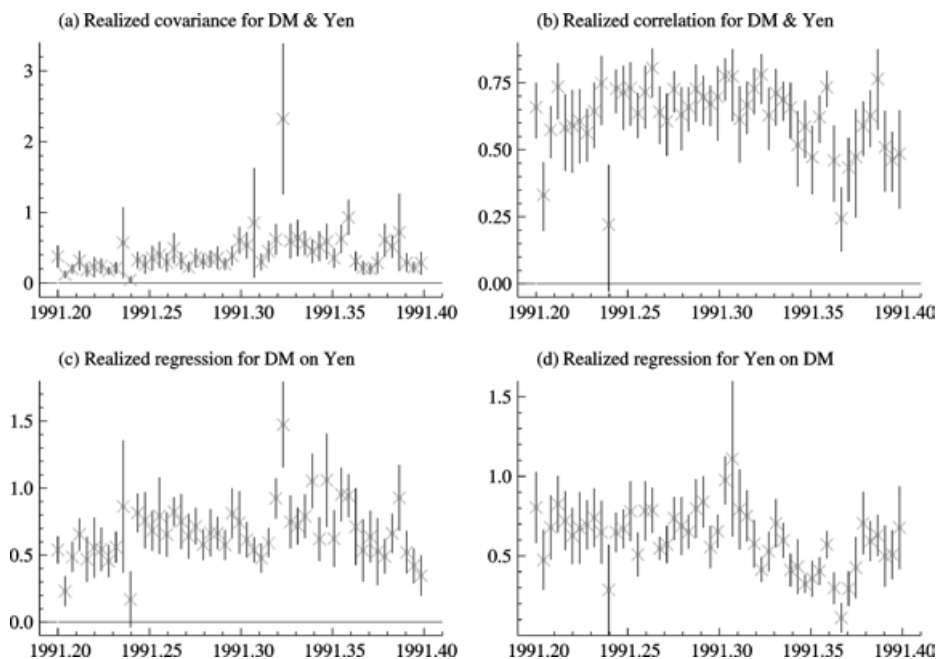 (a) Realized covariance for DM & Yen
3
2
1
0
1991.20 1991.25 1991.30 1991.35 1991.40
(b) Realized correlation for DM & Yen
0.75
0.50
0.25
0.00
1991.20 1991.25 1991.30 1991.35 1991.40
(c) Realized regression for DM on Yen
1.5
1.0
0.5
0.0
1991.20 1991.25 1991.30 1991.35 1991.40
(d) Realized regression for Yen on DM
1.5
1.0
0.5
1991.20 1991.25 1991.30 1991.35 1991.40